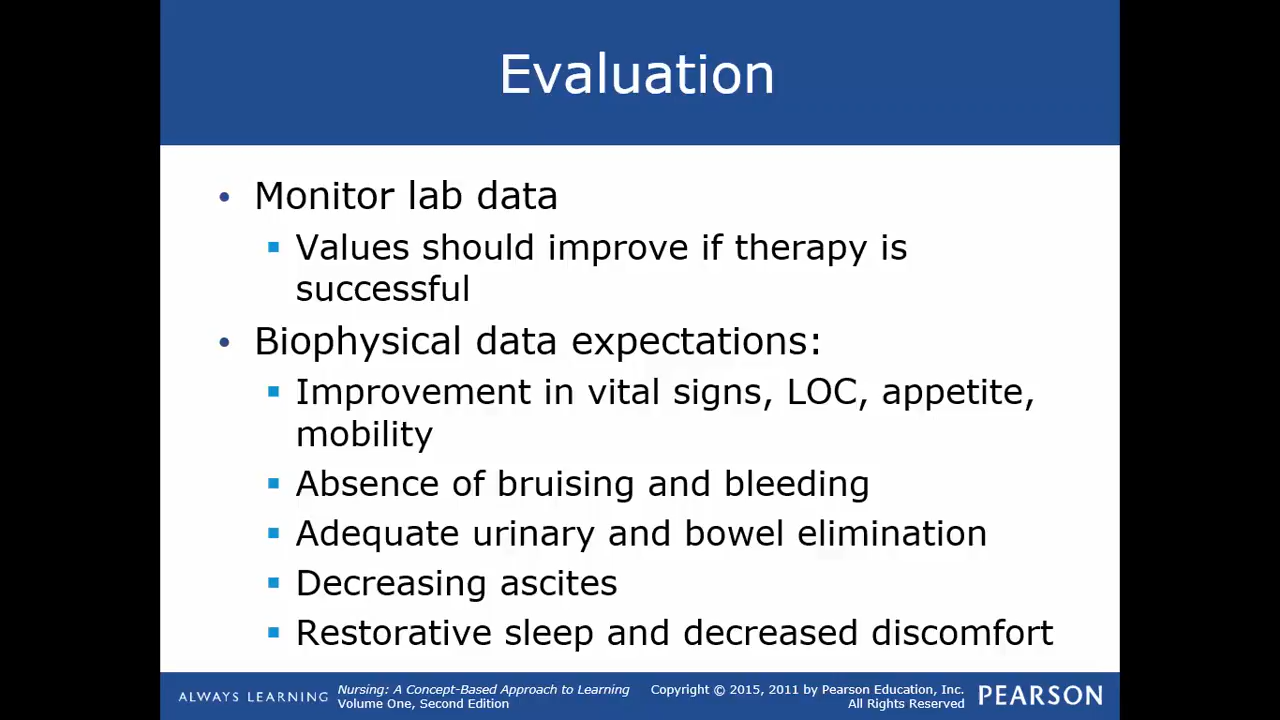 Evaluation
• Monitor lab data
▪ Values should improve if therapy is
successful
• Biophysical data expectations:
▪ Improvement in vital signs, LOC, appetite,
mobility
▪ Absence of bruising and bleeding
▪ Adequate urinary and bowel elimination
▪ Decreasing ascites
▪ Restorative sleep and decreased discomfort
ALWAYS LEARNING
Nursing: A Concept-Based Approach to Learning
Volume One, Second Edition
Copyright © 2015, 2011 by Pearson Education, Inc.
All Rights Reserved
PEARSON